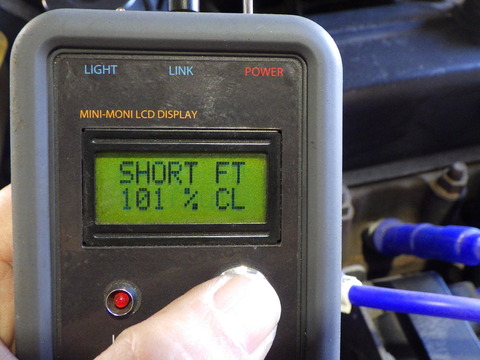 LIGHT LINK POWER
MINI-MONI LCD DISPLAY
SHORT FT
101 % CL